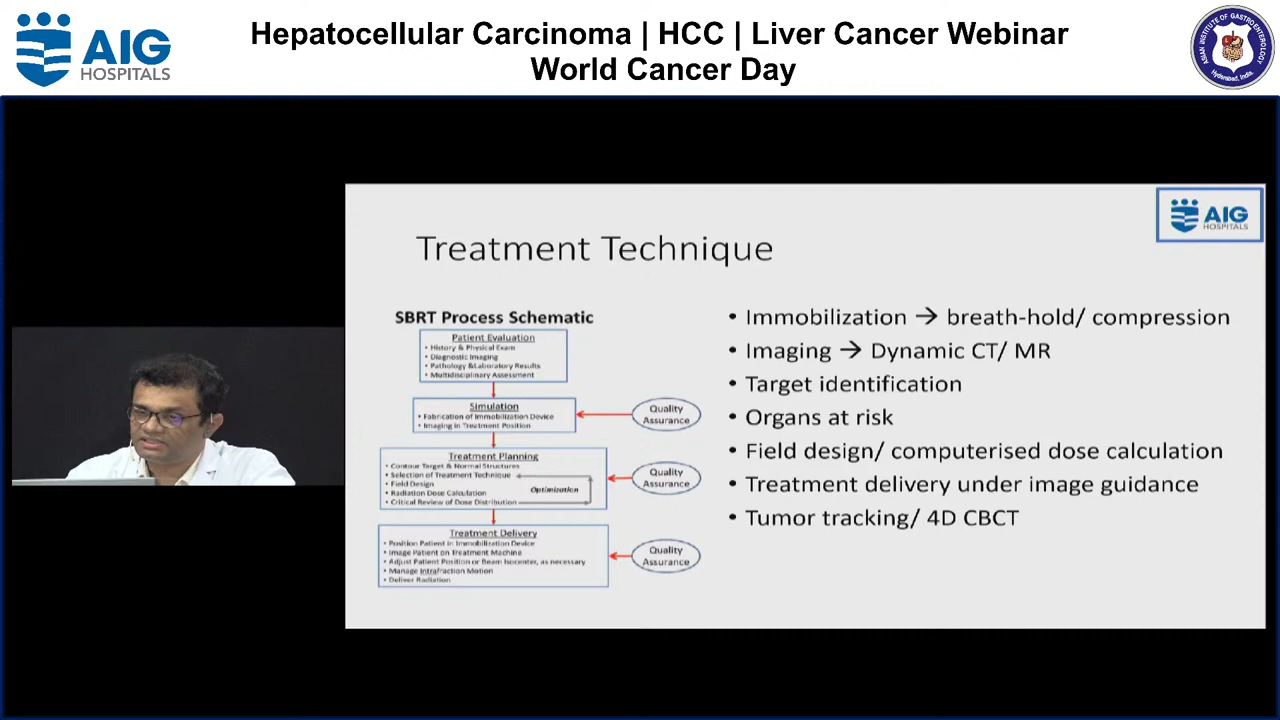 AIG
HOSPITALS
Hepatocellular Carcinoma | HCC | Liver Cancer Webinar
World Cancer Day
ASIAN INSTITUTE OF GASTROENTEROLOGY
Hyderabad, India.
AIG
HOSPITALS
Treatment Technique
SBRT Process Schematic
Patient Evaluation
• History & Physical Exam
• Diagnostic Imaging
• Pathology &Laboratory Results
• Multidisciplinary Assessment
Simulation
• Fabrication of Immobilization Device
• Imaging in Treatment Position
Quality
Assurance
Treatment Planning
• Contour Target & Normal Structures
• Selection of Treatment Technique
• Field Design
• Radiation Dose Calculation
• Critical Review of Dose Distribution
Optimization
Quality
Assurance
Treatment Delivery
• Position Patient in Immobilization Device
• Image Patient on Treatment Machine
• Adjust Patient Position or Beam Isocenter, as necessary
• Manage Intrafraction Motion
• Deliver Radiation
Quality
Assurance
• Immobilization → breath-hold/ compression
• Imaging → Dynamic CT/ MR
• Target identification
• Organs at risk
• Field design/ computerised dose calculation
• Treatment delivery under image guidance
• Tumor tracking/ 4D CBCT